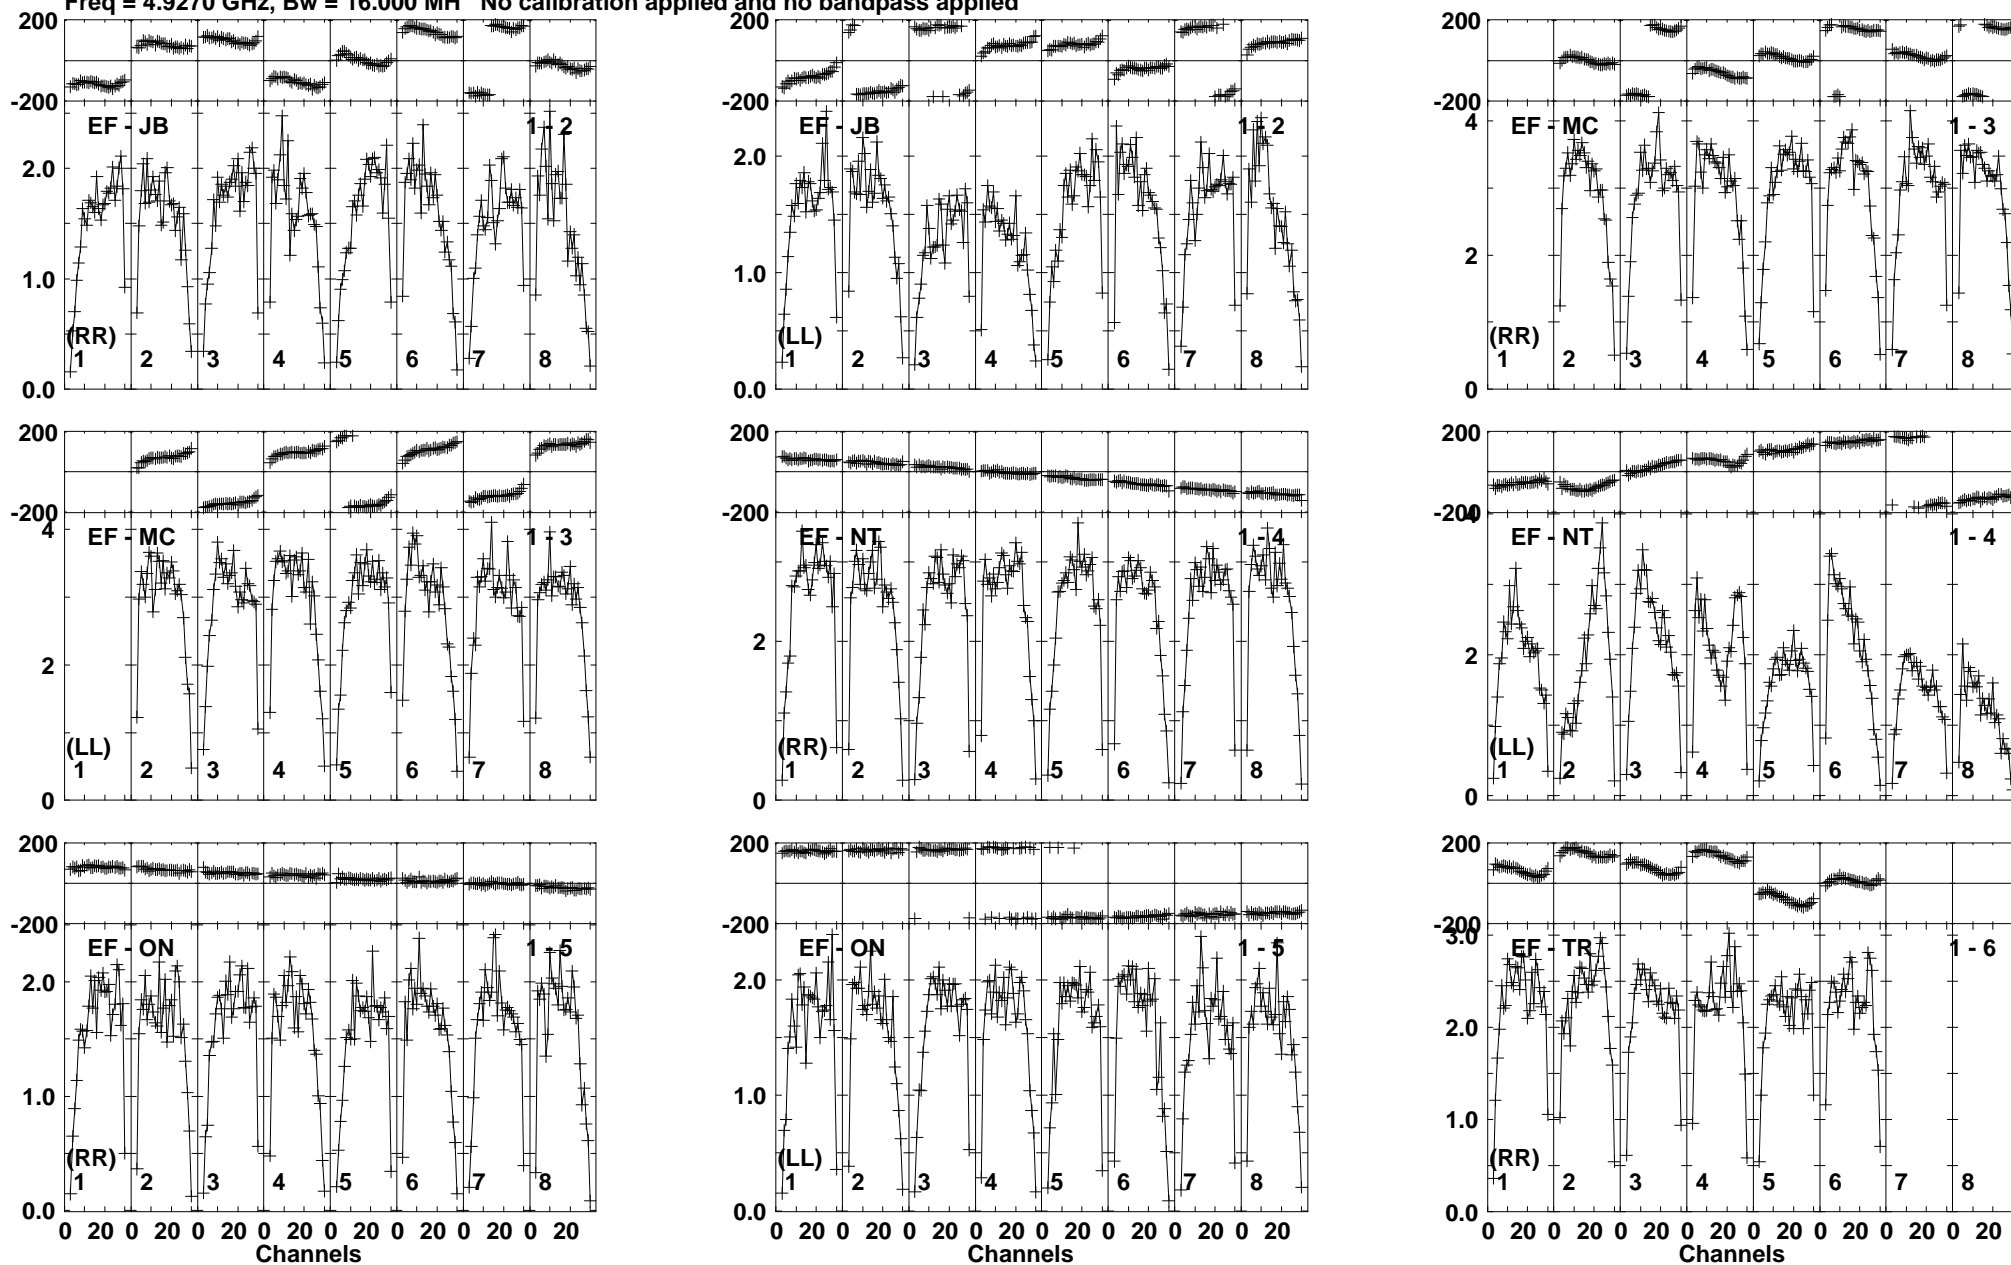 Freq = 4.9270 GHz, Bw = 16.000 MH No calibration applied and no bandpass applied
200 200 200
-200 -200 -200
EF - JB 1 - 2 EF - JB 1 - 2 EF - MC 1 - 3
4
2.0 2.0
2
1.0 1.0
(RR) (LL) (RR)
1 2 3 4 5 6 7 8 1 2 3 4 5 6 7 8 1 2 3 4 5 6 7 8
0.0 0.0 0
200 200 200
-200 -200 -200
4 4
EF - MC 1 - 3 EF - NT 1 - 4 EF - NT 1 - 4
2 2 2
(LL) (RR) (LL)
1 2 3 4 5 6 7 8 1 2 3 4 5 6 7 8 1 2 3 4 5 6 7 8
0 0 0
200 200 200
-200 -200 -200
3.0
EF - ON 1 - 5 EF - ON 1 - 5 EF - TR 1 - 6
2.0 2.0 2.0
1.0 1.0 1.0
(RR) (LL) (RR)
1 2 3 4 5 6 7 8 1 2 3 4 5 6 7 8 1 2 3 4 5 6 7 8
0.0 0.0 0.0
0 20 0 20 0 20 0 20 0 20 0 20 0 20 0 20 0 20 0 20 0 20 0 20 0 20 0 20 0 20 0 20 0 20 0 20 0 20 0 20 0 20 0 20 0 20 0 20
Channels Channels Channels